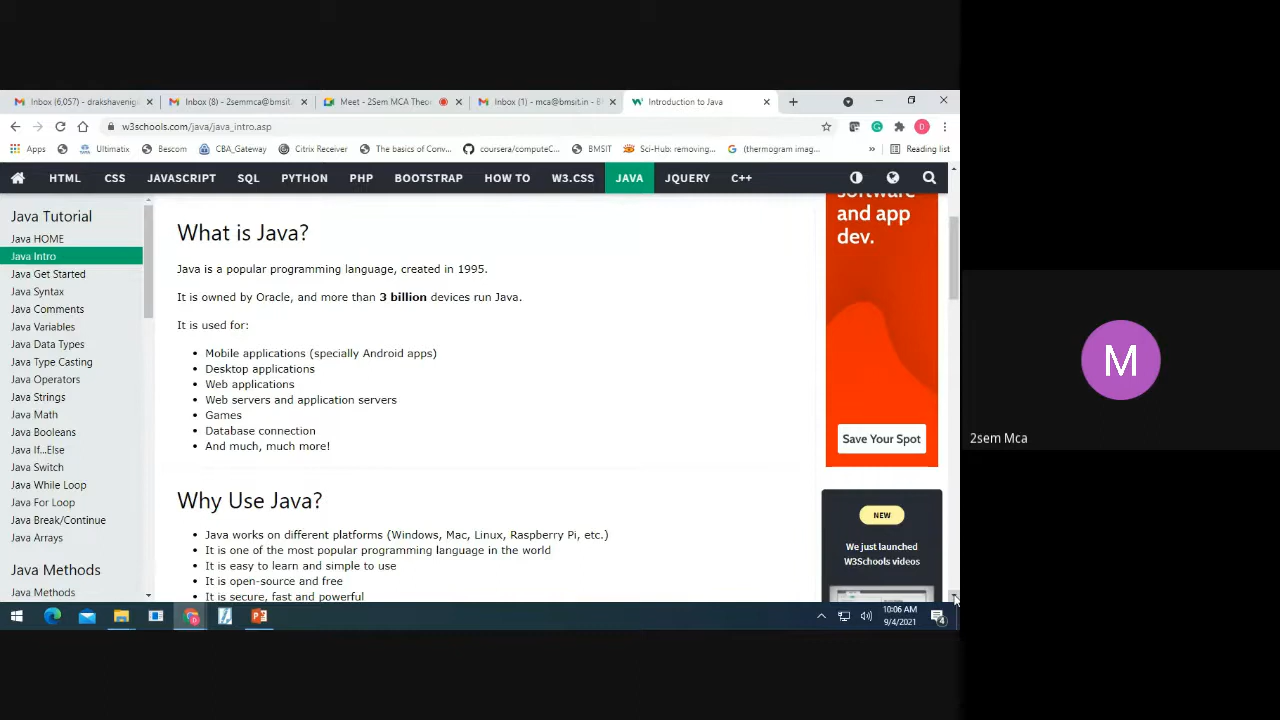 Inbox (6,057) - drakshavenig
Inbox (8) - 2semmca@bmsit.
Meet - 2Sem MCA Theor
Inbox (1) - mca@bmsit.in - B
Introduction to Java
w3schools.com/java/java_intro.asp
Apps
Ultimatix
Bescom
CBA_Gateway
Citrix Receiver
The basics of Conv...
coursera/computeC...
BMSIT
Sci-Hub: removing...
(thermogram imag...
»
Reading list
HTML CSS JAVASCRIPT SQL PYTHON PHP BOOTSTRAP HOW TO W3.CSS JAVA JQUERY C++
Java Tutorial
Java HOME
Java Intro
Java Get Started
Java Syntax
Java Comments
Java Variables
Java Data Types
Java Type Casting
Java Operators
Java Strings
Java Math
Java Booleans
Java If...Else
Java Switch
Java While Loop
Java For Loop
Java Break/Continue
Java Arrays
Java Methods
Java Methods
What is Java?
Java is a popular programming language, created in 1995.
It is owned by Oracle, and more than 3 billion devices run Java.
It is used for:
• Mobile applications (specially Android apps)
• Desktop applications
• Web applications
• Web servers and application servers
• Games
• Database connection
• And much, much more!
Why Use Java?
• Java works on different platforms (Windows, Mac, Linux, Raspberry Pi, etc.)
• It is one of the most popular programming language in the world
• It is easy to learn and simple to use
• It is open-source and free
• It is secure, fast and powerful
software
and app
dev.
Save Your Spot
NEW
We just launched
W3Schools videos
10:06 AM
9/4/2021
4
M
2sem Mca